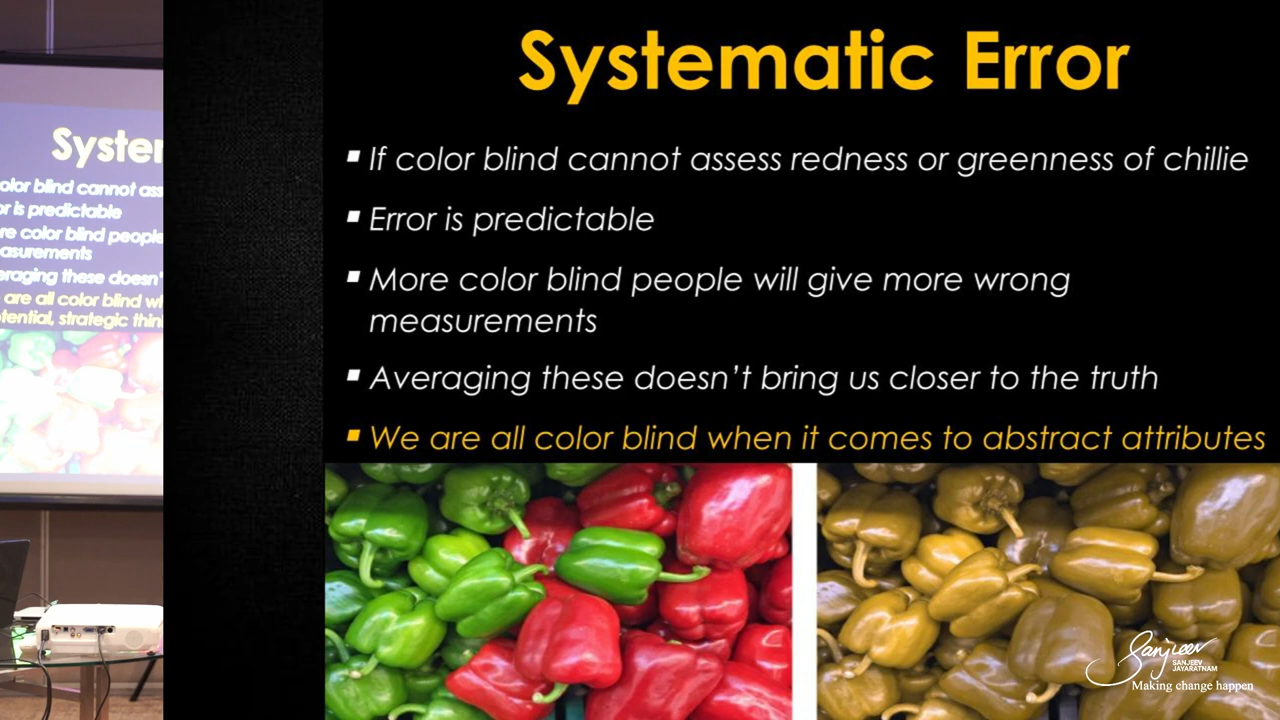 Systematic Error
If color blind cannot assess redness or greenness of chillie
Error is predictable
More color blind people will give more wrong
measurements
Averaging these doesn’t bring us closer to the truth
We are all color blind when it comes to abstract attributes
Syste
color blind cannot ass
or is predictable
re color blind people
asurements
eraging these doesn'
are all color blind w
tential, strategic thin
Sanjeev
SANJEEV
JAYARATNAM
Making change happen